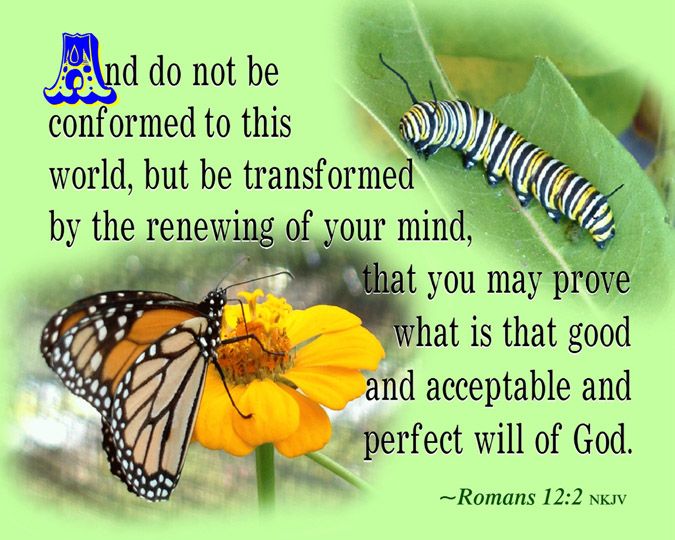 And do not be
conformed to this
world, but be transformed
by the renewing of your mind,
that you may prove
what is that good
and acceptable and
perfect will of God.
~Romans 12:2 NKJV